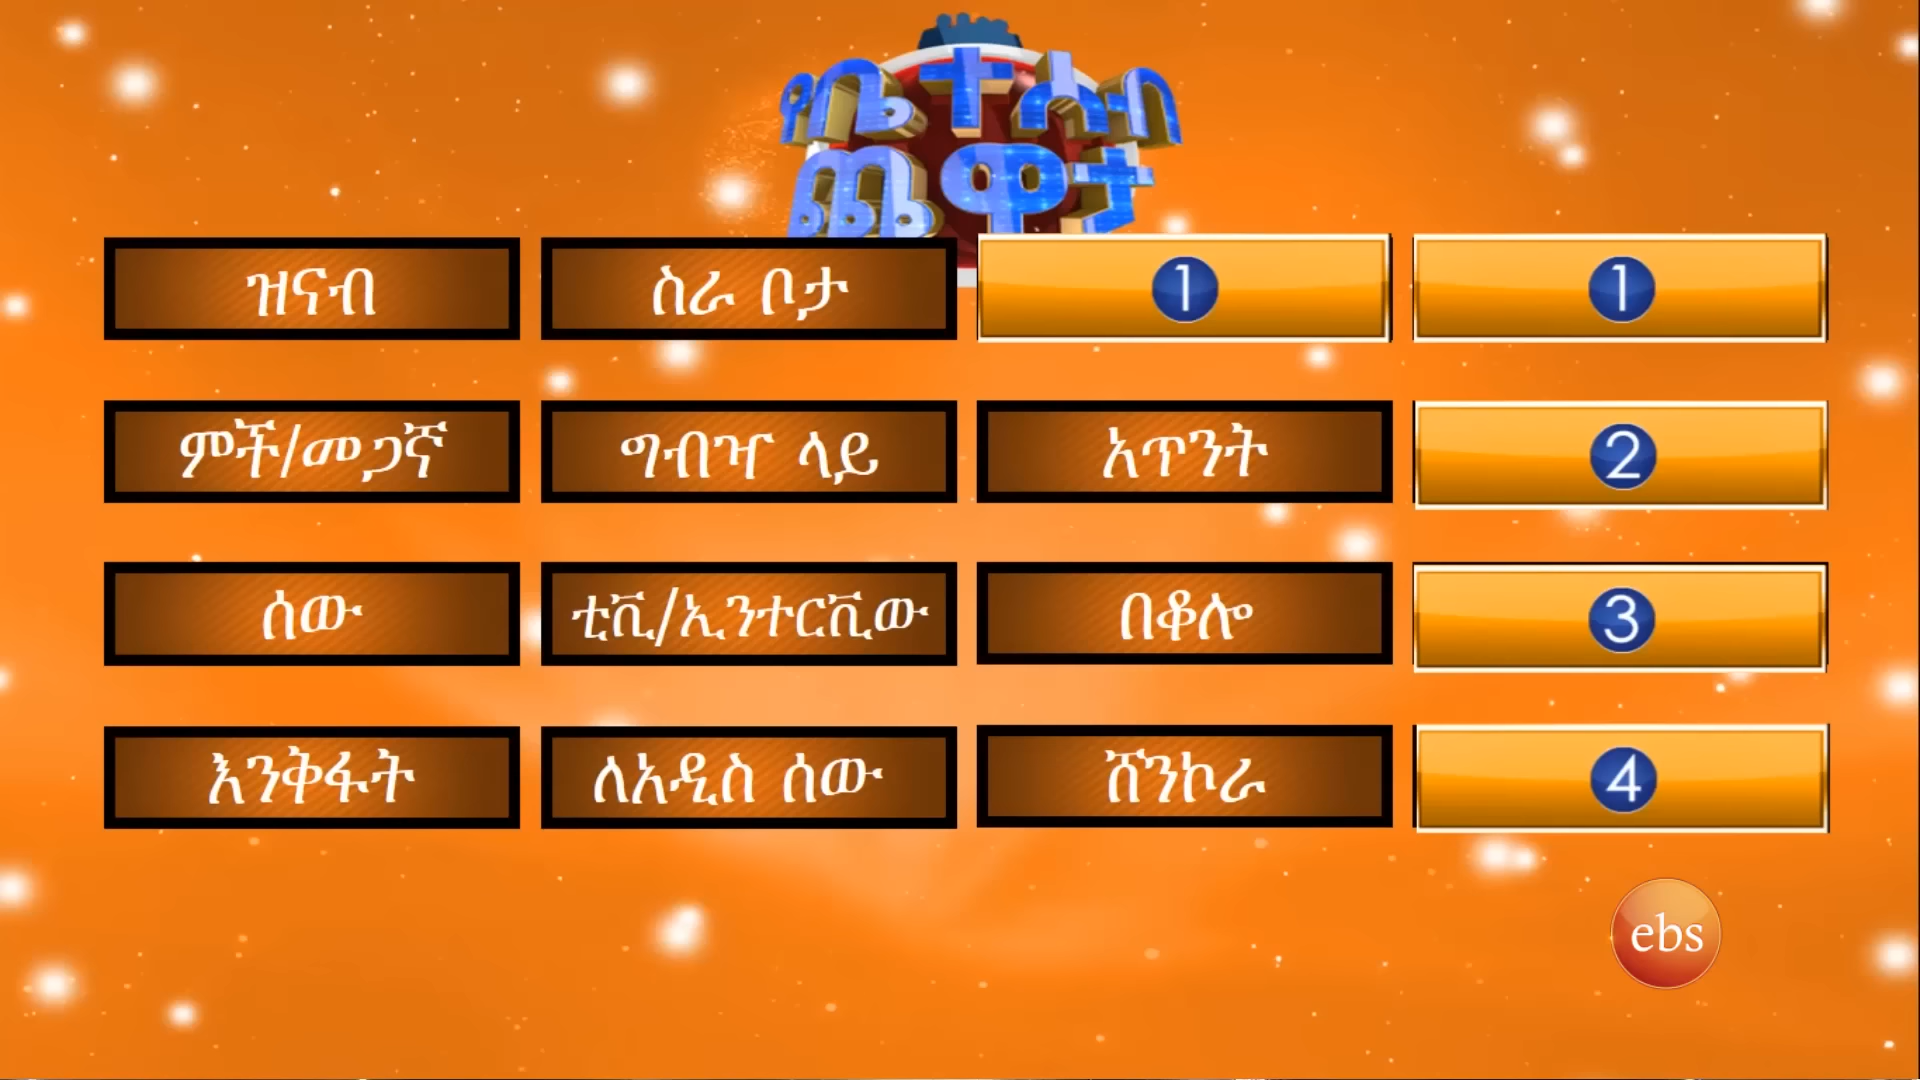 የቤተሰብ
ጨዋታ
ዝናብ ስራ ቦታ 1 1
ምች/መጋኛ ግብዣ ላይ አጥንት 2
ሰው ቲቪ/ኢንተርቪው በቆሎ 3
እንቅፋት ለአዲስ ሰው ሸንኮራ 4
ebs